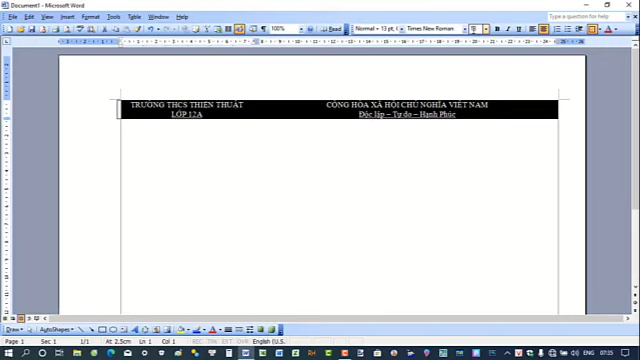 Document1 - Microsoft Word
File Edit View Insert Format Tools Table Window Help
Type a question for help
100% Read Normal + 13 pt, C Times New Roman B I U
TRƯỜNG THCS THIỆN THUẬT CỘNG HÒA XÃ HỘI CHỦ NGHĨA VIỆT NAM
LỚP 12A Độc lập – Tự do – Hạnh Phúc
Draw AutoShapes
Page 1 Sec 1 1/1 At 2.5cm Ln 1 Col 1 REC TRK EXT OVR English (U.S.
ENG 07:35